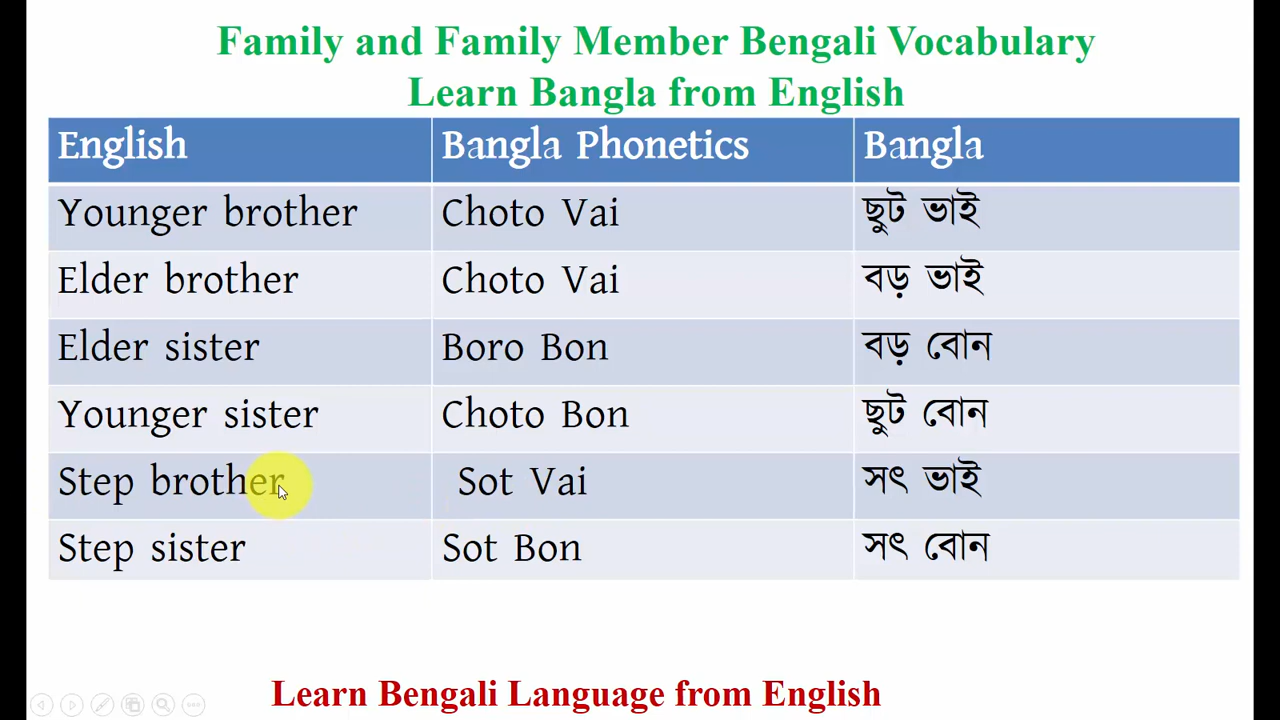 Family and Family Member Bengali Vocabulary
Learn Bangla from English
English Bangla Phonetics Bangla
Younger brother Choto Vai ছুট ভাই
Elder brother Choto Vai বড় ভাই
Elder sister Boro Bon বড় বোন
Younger sister Choto Bon ছুট বোন
Step brother Sot Vai সৎ ভাই
Step sister Sot Bon সৎ বোন
Learn Bengali Language from English